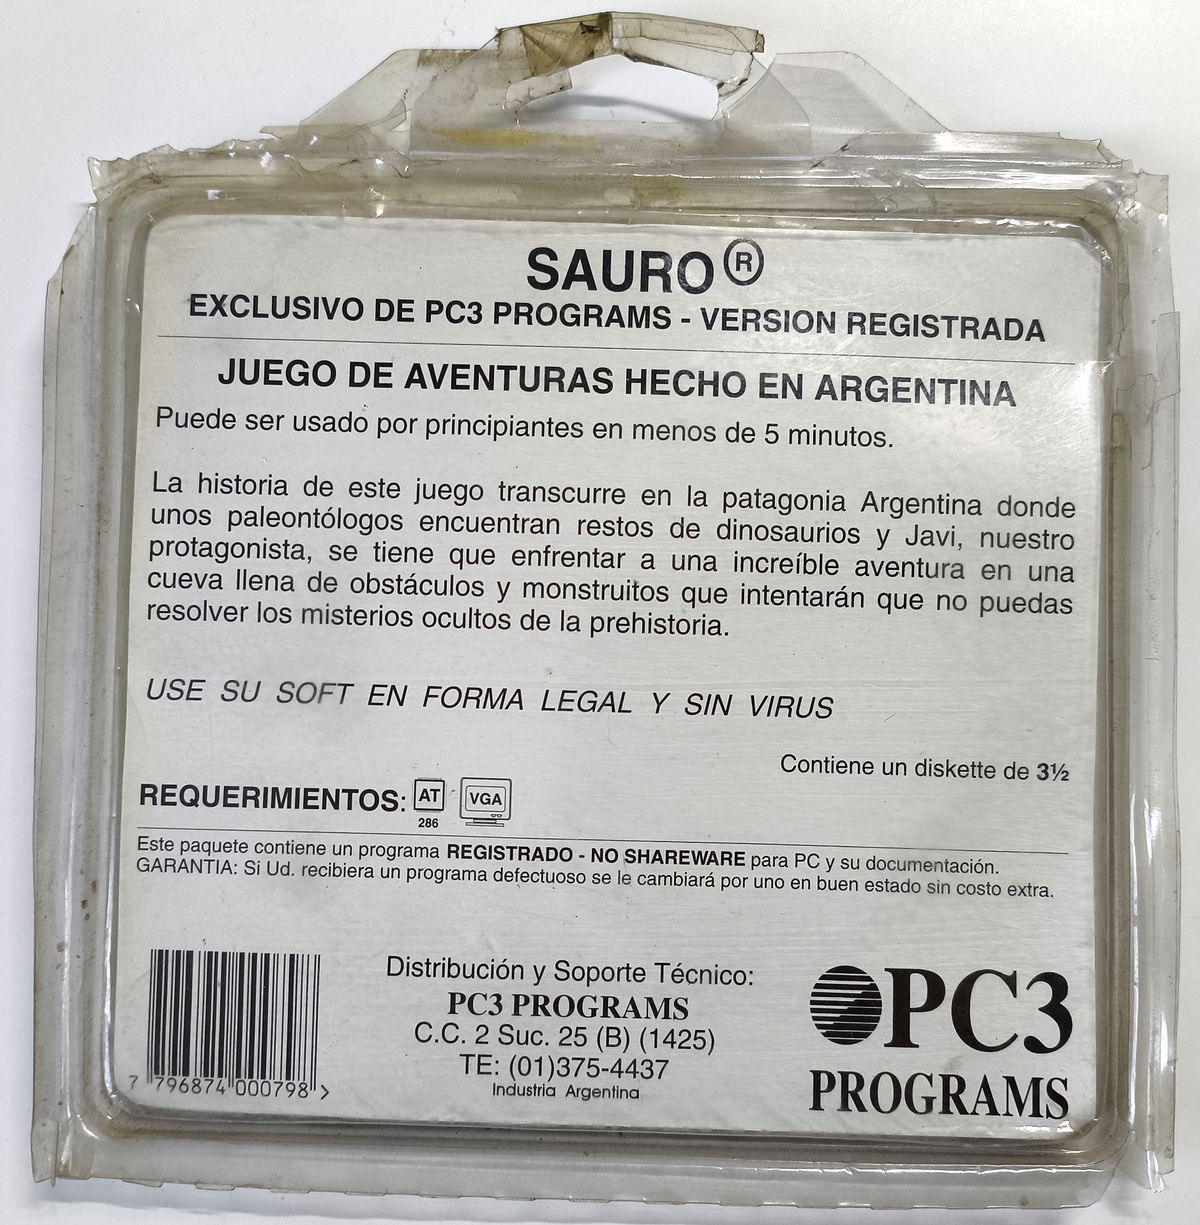 SAURO®
EXCLUSIVO DE PC3 PROGRAMS - VERSION REGISTRADA
JUEGO DE AVENTURAS HECHO EN ARGENTINA
Puede ser usado por principiantes en menos de 5 minutos.
La historia de este juego transcurre en la patagonia Argentina donde
unos paleontólogos encuentran restos de dinosaurios y Javi, nuestro
protagonista, se tiene que enfrentar a una increíble aventura en una
cueva llena de obstáculos y monstruitos que intentarán que no puedas
resolver los misterios ocultos de la prehistoria.
USE SU SOFT EN FORMA LEGAL Y SIN VIRUS
Contiene un diskette de 3½
REQUERIMIENTOS: AT VGA
286
Este paquete contiene un programa REGISTRADO - NO SHAREWARE para PC y su documentación.
GARANTIA: Si Ud. recibiera un programa defectuoso se le cambiará por uno en buen estado sin costo extra.
7 796874 000798 >
Distribución y Soporte Técnico:
PC3 PROGRAMS
C.C. 2 Suc. 25 (B) (1425)
TE: (01)375-4437
Industria Argentina
PC3
PROGRAMS